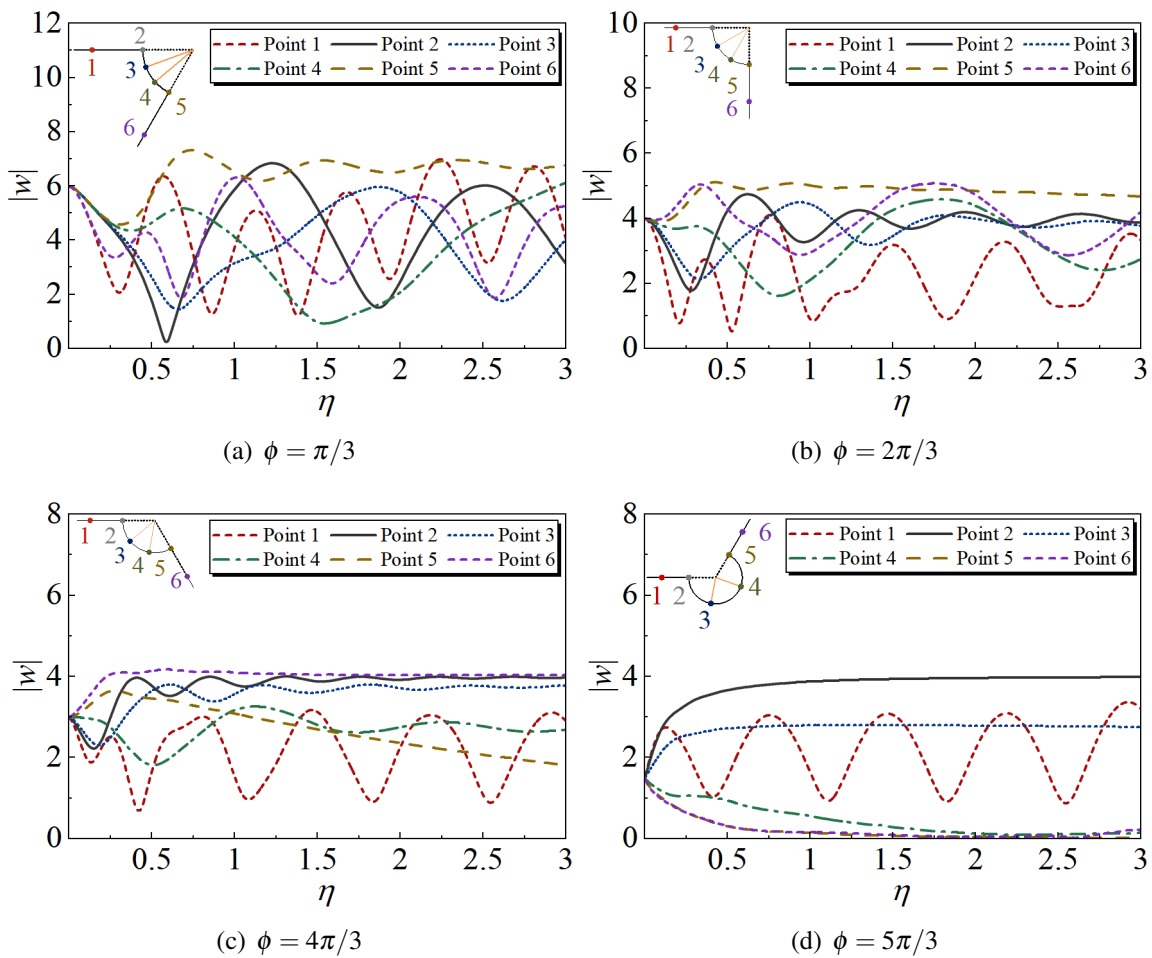 12
10
8
6
4
2
0
|w|
0.5 1 1.5 2 2.5 3
η
Point 1 Point 2 Point 3
Point 4 Point 5 Point 6
1
2
3
4
5
6
(a) ϕ = π/3
10
8
6
4
2
0
|w|
0.5 1 1.5 2 2.5 3
η
Point 1 Point 2 Point 3
Point 4 Point 5 Point 6
1
2
3
4
5
6
(b) ϕ = 2π/3
8
6
4
2
0
|w|
0.5 1 1.5 2 2.5 3
η
Point 1 Point 2 Point 3
Point 4 Point 5 Point 6
1
2
3
4
5
6
(c) ϕ = 4π/3
8
6
4
2
0
|w|
0.5 1 1.5 2 2.5 3
η
Point 1 Point 2 Point 3
Point 4 Point 5 Point 6
1
2
3
4
5
6
(d) ϕ = 5π/3